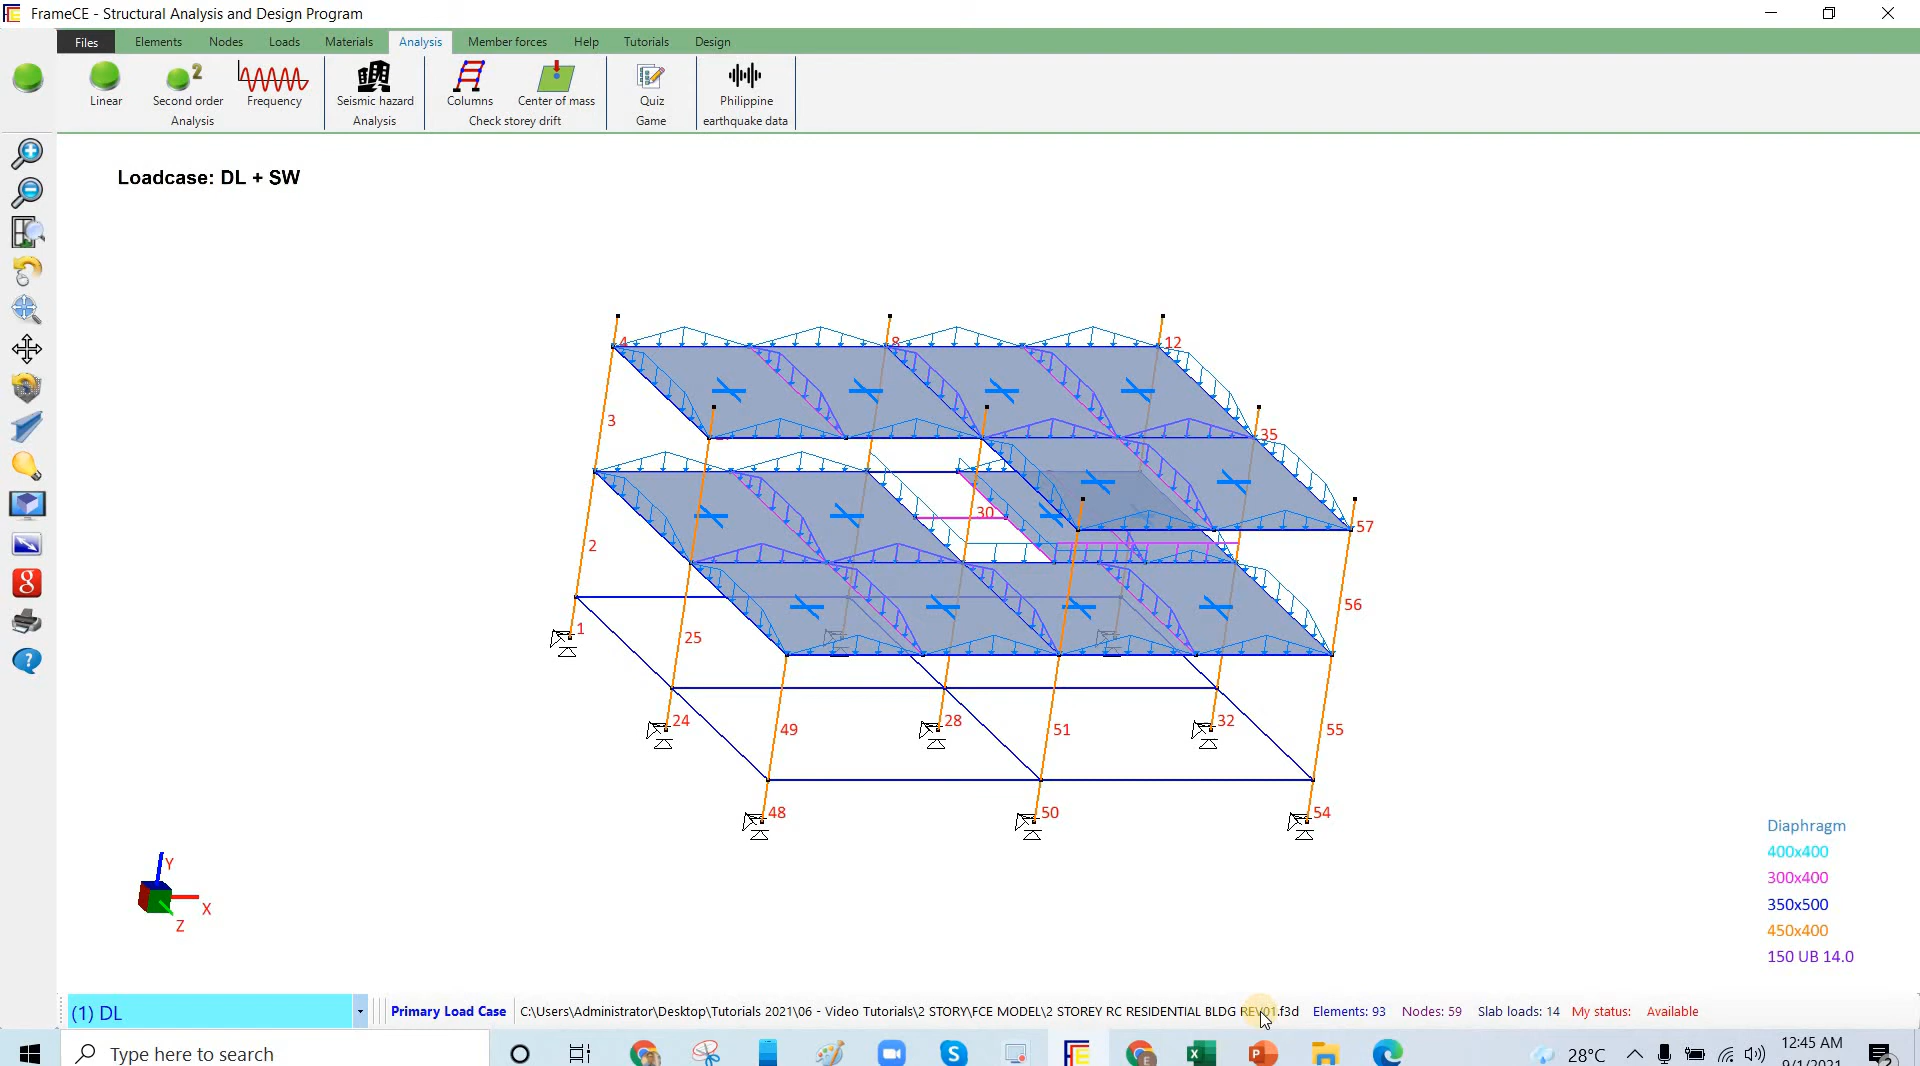 FrameCE - Structural Analysis and Design Program
Files Elements Nodes Loads Materials Analysis Member forces Help Tutorials Design
Linear Second order Frequency Seismic hazard Columns Center of mass Quiz Philippine
Analysis Analysis Check storey drift Game earthquake data
Loadcase: DL + SW
4 8 12
3 35
30 57
2
1 25 56
24 49 28 51 32 55
48 50 54
Y
X
Z
Diaphragm
400x400
300x400
350x500
450x400
150 UB 14.0
(1) DL Primary Load Case C:\Users\Administrator\Desktop\Tutorials 2021\06 - Video Tutorials\2 STORY\FCE MODEL\2 STOREY RC RESIDENTIAL BLDG REV01.f3d Elements: 93 Nodes: 59 Slab loads: 14 My status: Available
Type here to search 28°C 12:45 AM
9/1/2021